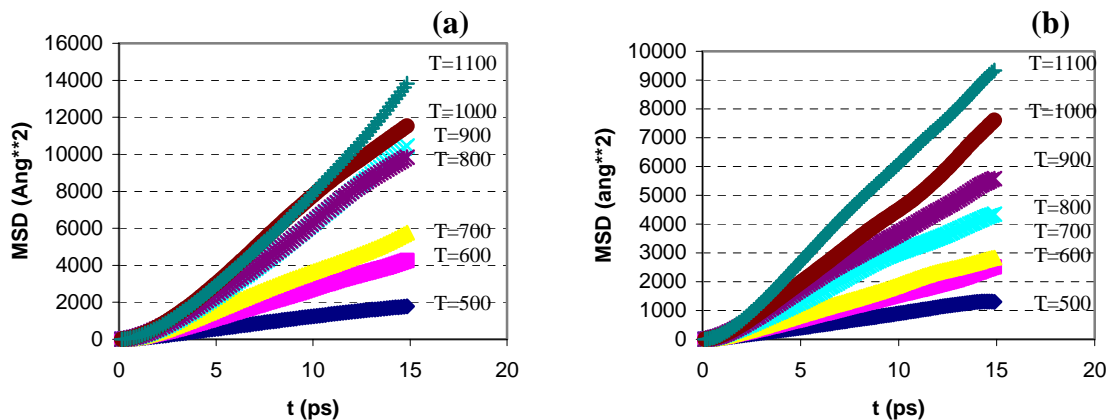 (a)
16000
14000
12000
10000
8000
6000
4000
2000
0
MSD (Ang**2)
0 5 10 15 20
t (ps)
T=1100
T=1000
T=900
T=800
T=700
T=600
T=500
(b)
10000
9000
8000
7000
6000
5000
4000
3000
2000
1000
0
MSD (ang**2)
0 5 10 15 20
t (ps)
T=1100
T=1000
T=900
T=800
T=700
T=600
T=500